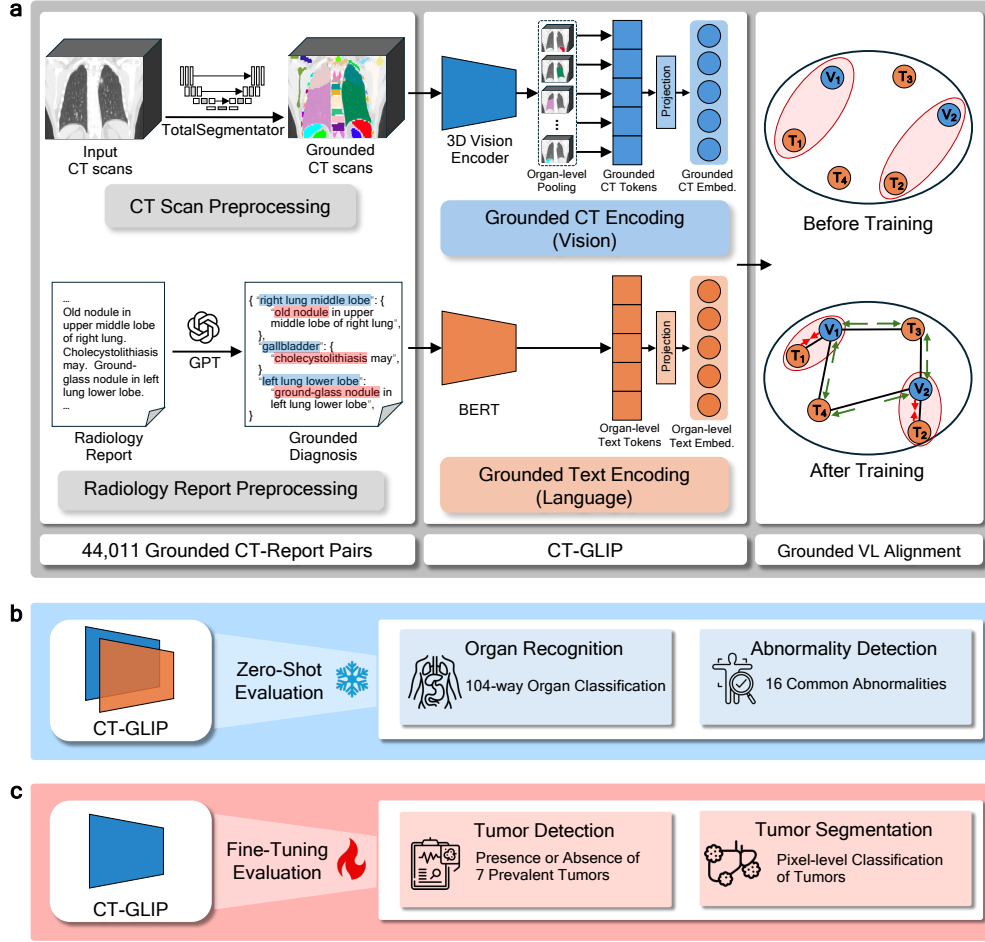 a
Input
CT scans
TotalSegmentator
Grounded
CT scans
CT Scan Preprocessing
...
Old nodule in
upper middle lobe
of right lung.
Cholecystolithiasis
may. Ground-
glass nodule in left
lung lower lobe.
...
Radiology
Report
GPT
{ "right lung middle lobe": {
"old nodule in upper
middle lobe of right lung",
},
"gallbladder": {
"cholecystolithiasis may",
}
"left lung lower lobe":
"ground-glass nodule in
left lung lower lobe",
}
Grounded
Diagnosis
Radiology Report Preprocessing
44,011 Grounded CT-Report Pairs
3D Vision
Encoder
...
Organ-level
Pooling
Grounded
CT Tokens
Projection
Grounded
CT Embed.
Grounded CT Encoding
(Vision)
BERT
Organ-level
Text Tokens
Projection
Organ-level
Text Embed.
Grounded Text Encoding
(Language)
CT-GLIP
V1
T3
V2
T1
T4
T2
Before Training
V1
T3
T1
V2
T4
T2
After Training
Grounded VL Alignment
b
CT-GLIP
Zero-Shot
Evaluation
Organ Recognition
104-way Organ Classification
Abnormality Detection
16 Common Abnormalities
c
CT-GLIP
Fine-Tuning
Evaluation
Tumor Detection
Presence or Absence of
7 Prevalent Tumors
Tumor Segmentation
Pixel-level Classification
of Tumors